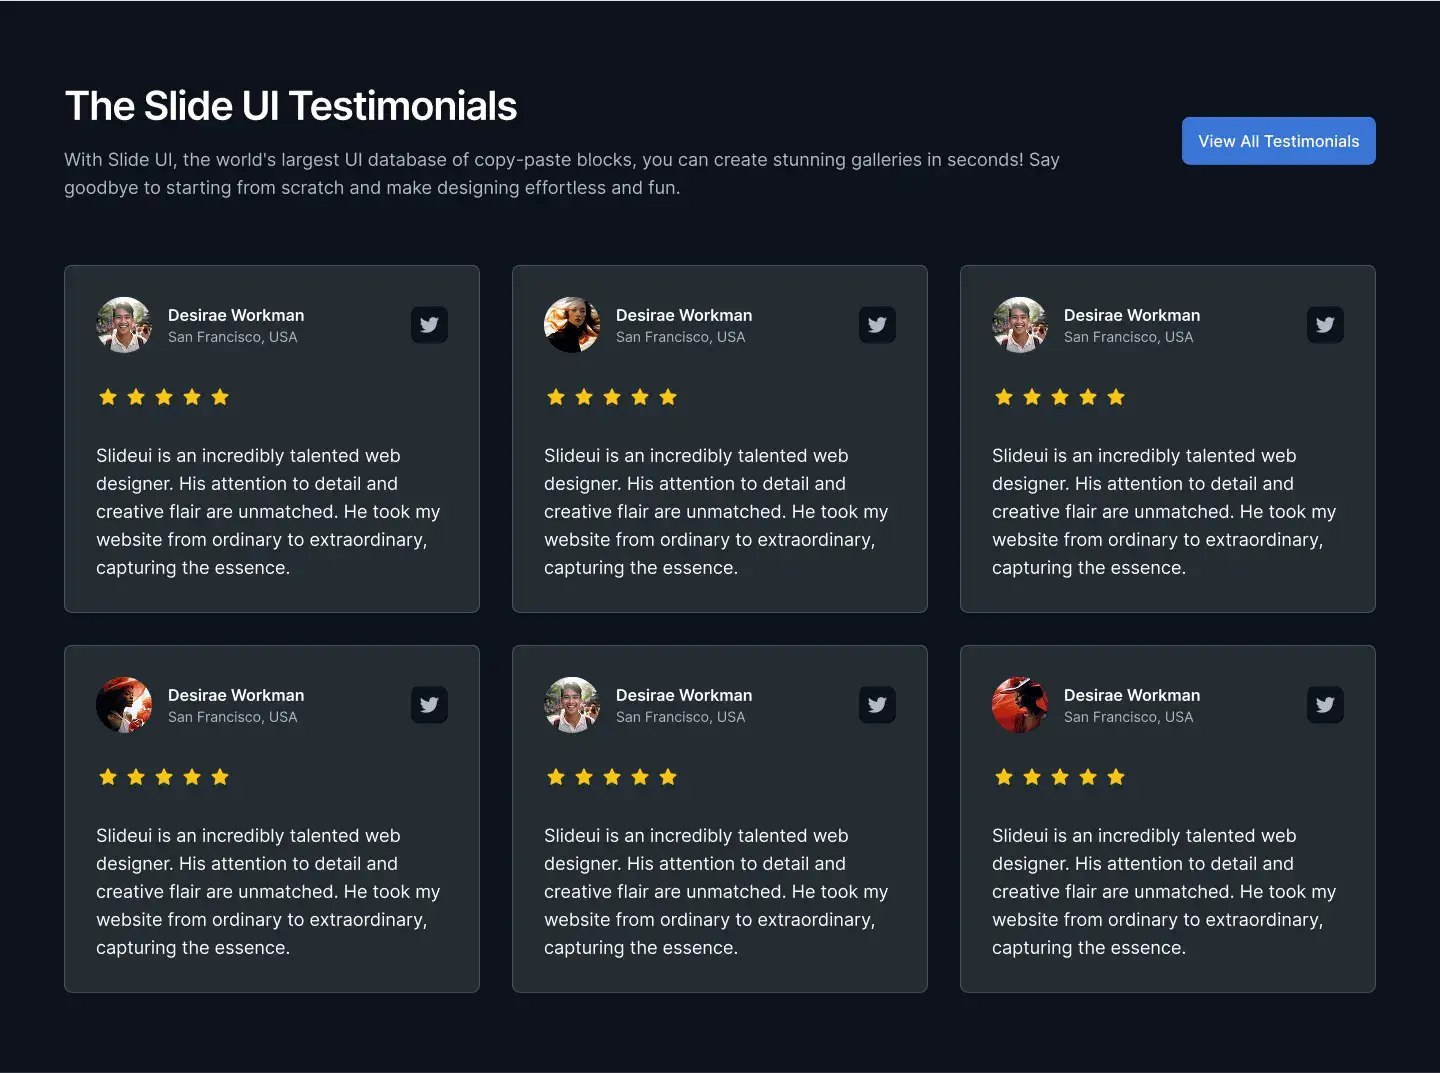 The Slide UI Testimonials
With Slide UI, the world's largest UI database of copy-paste blocks, you can create stunning galleries in seconds! Say
goodbye to starting from scratch and make designing effortless and fun.
View All Testimonials
Desirae Workman
San Francisco, USA
Slideui is an incredibly talented web
designer. His attention to detail and
creative flair are unmatched. He took my
website from ordinary to extraordinary,
capturing the essence.
Desirae Workman
San Francisco, USA
Slideui is an incredibly talented web
designer. His attention to detail and
creative flair are unmatched. He took my
website from ordinary to extraordinary,
capturing the essence.
Desirae Workman
San Francisco, USA
Slideui is an incredibly talented web
designer. His attention to detail and
creative flair are unmatched. He took my
website from ordinary to extraordinary,
capturing the essence.
Desirae Workman
San Francisco, USA
Slideui is an incredibly talented web
designer. His attention to detail and
creative flair are unmatched. He took my
website from ordinary to extraordinary,
capturing the essence.
Desirae Workman
San Francisco, USA
Slideui is an incredibly talented web
designer. His attention to detail and
creative flair are unmatched. He took my
website from ordinary to extraordinary,
capturing the essence.
Desirae Workman
San Francisco, USA
Slideui is an incredibly talented web
designer. His attention to detail and
creative flair are unmatched. He took my
website from ordinary to extraordinary,
capturing the essence.